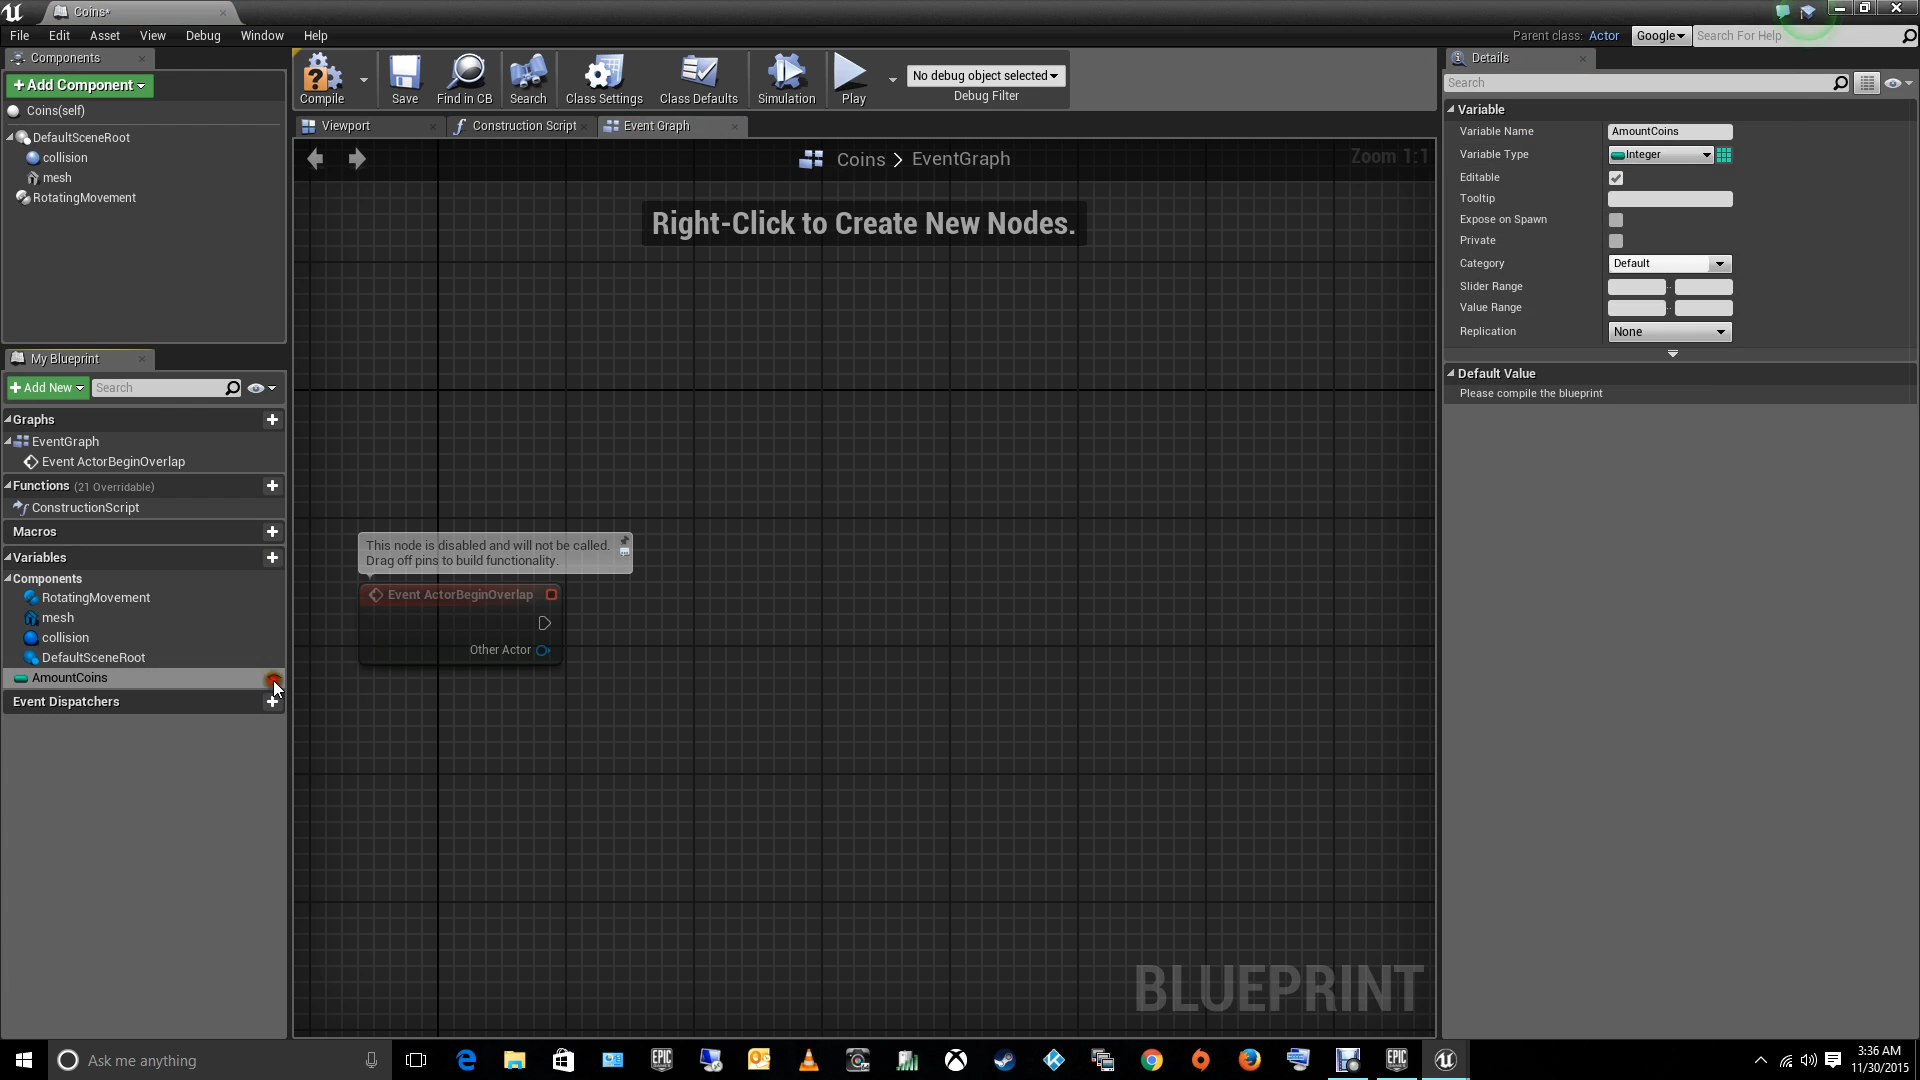 Coins*
File Edit Asset View Debug Window Help
Parent class: Actor Google Search For Help
Components
+Add Component
Coins(self)
DefaultSceneRoot
collision
mesh
RotatingMovement
Compile Save Find in CB Search Class Settings Class Defaults Simulation Play
No debug object selected
Debug Filter
Viewport Construction Script Event Graph
Coins > EventGraph
Zoom 1:1
Right-Click to Create New Nodes.
This node is disabled and will not be called.
Drag off pins to build functionality.
Event ActorBeginOverlap
Other Actor
BLUEPRINT
My Blueprint
+Add New Search
Graphs
EventGraph
Event ActorBeginOverlap
Functions (21 Overridable)
ConstructionScript
Macros
Variables
Components
RotatingMovement
mesh
collision
DefaultSceneRoot
AmountCoins
Event Dispatchers
Details
Search
Variable
Variable Name AmountCoins
Variable Type Integer
Editable
Tooltip
Expose on Spawn
Private
Category Default
Slider Range
Value Range
Replication None
Default Value
Please compile the blueprint
Ask me anything
EPIC GAMES
EPIC GAMES
3:36 AM
11/30/2015